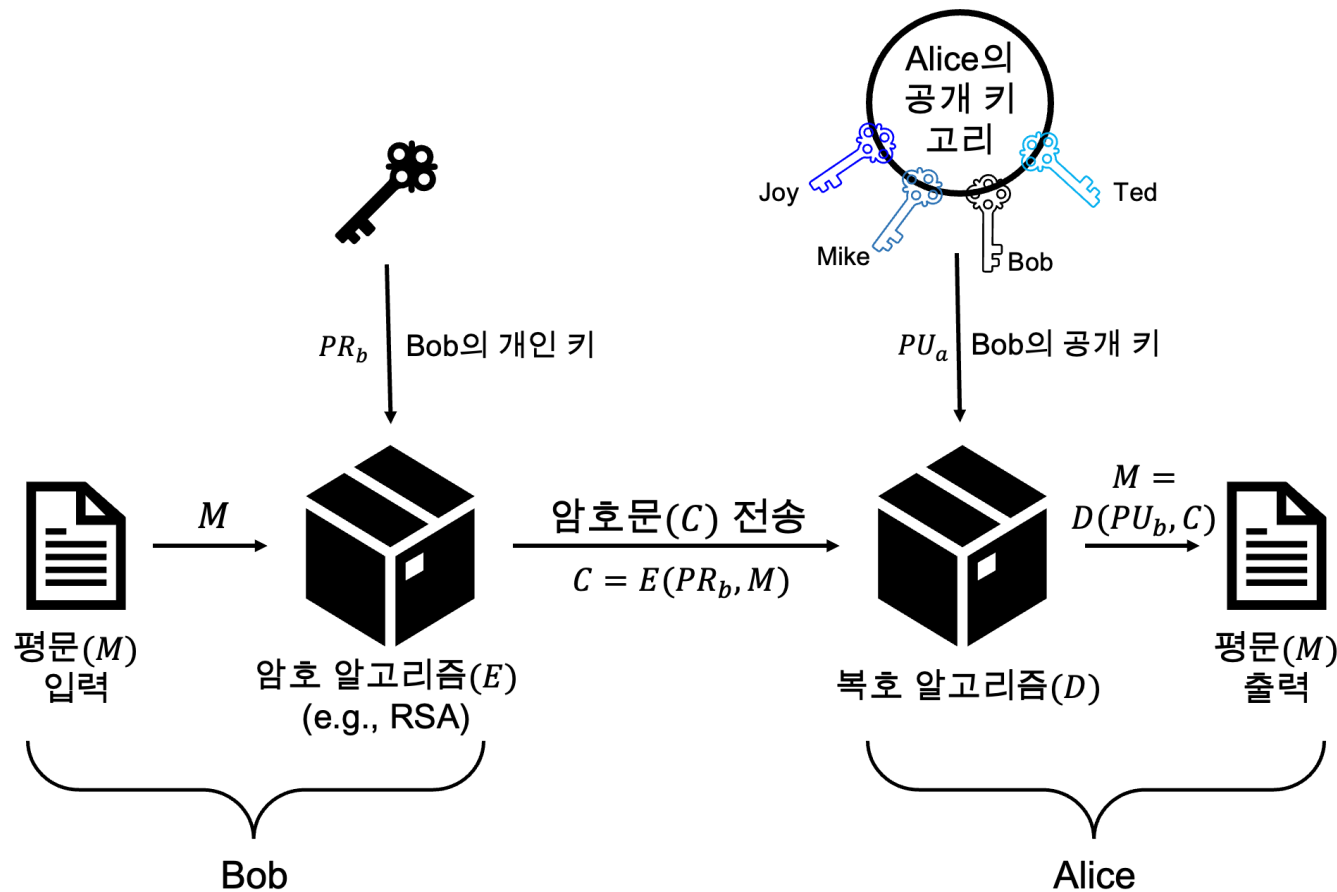 Alice의
공개 키
고리
Joy
Mike
Bob
Ted
PR_b
Bob의 개인 키
PU_a
Bob의 공개 키
M
암호문(C) 전송
C = E(PR_b, M)
M =
D(PU_b, C)
평문(M)
입력
암호 알고리즘(E)
(e.g., RSA)
복호 알고리즘(D)
평문(M)
출력
Bob
Alice